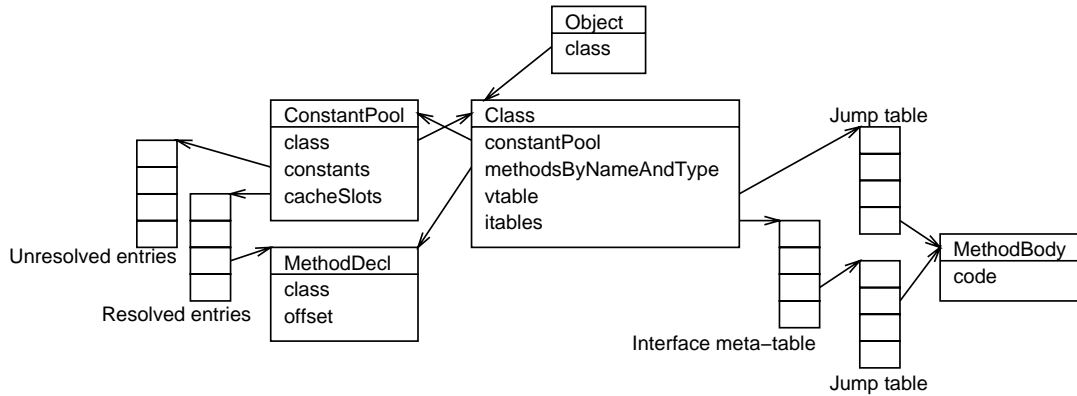 Object
class
ConstantPool
class
constants
cacheSlots
Class
constantPool
methodsByNameAndType
vtable
itables
Jump table
Unresolved entries
Resolved entries
MethodDecl
class
offset
MethodBody
code
Interface meta−table
Jump table